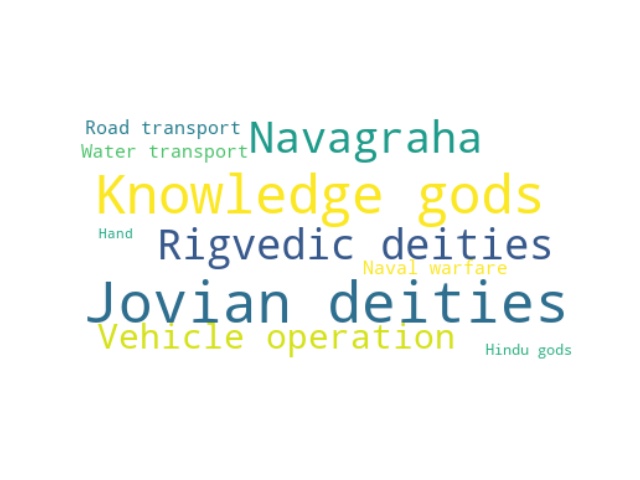 Road transport
Navagraha
Water transport
Knowledge gods
Hand
Rigvedic deities
Naval warfare
Jovian deities
Vehicle operation
Hindu gods